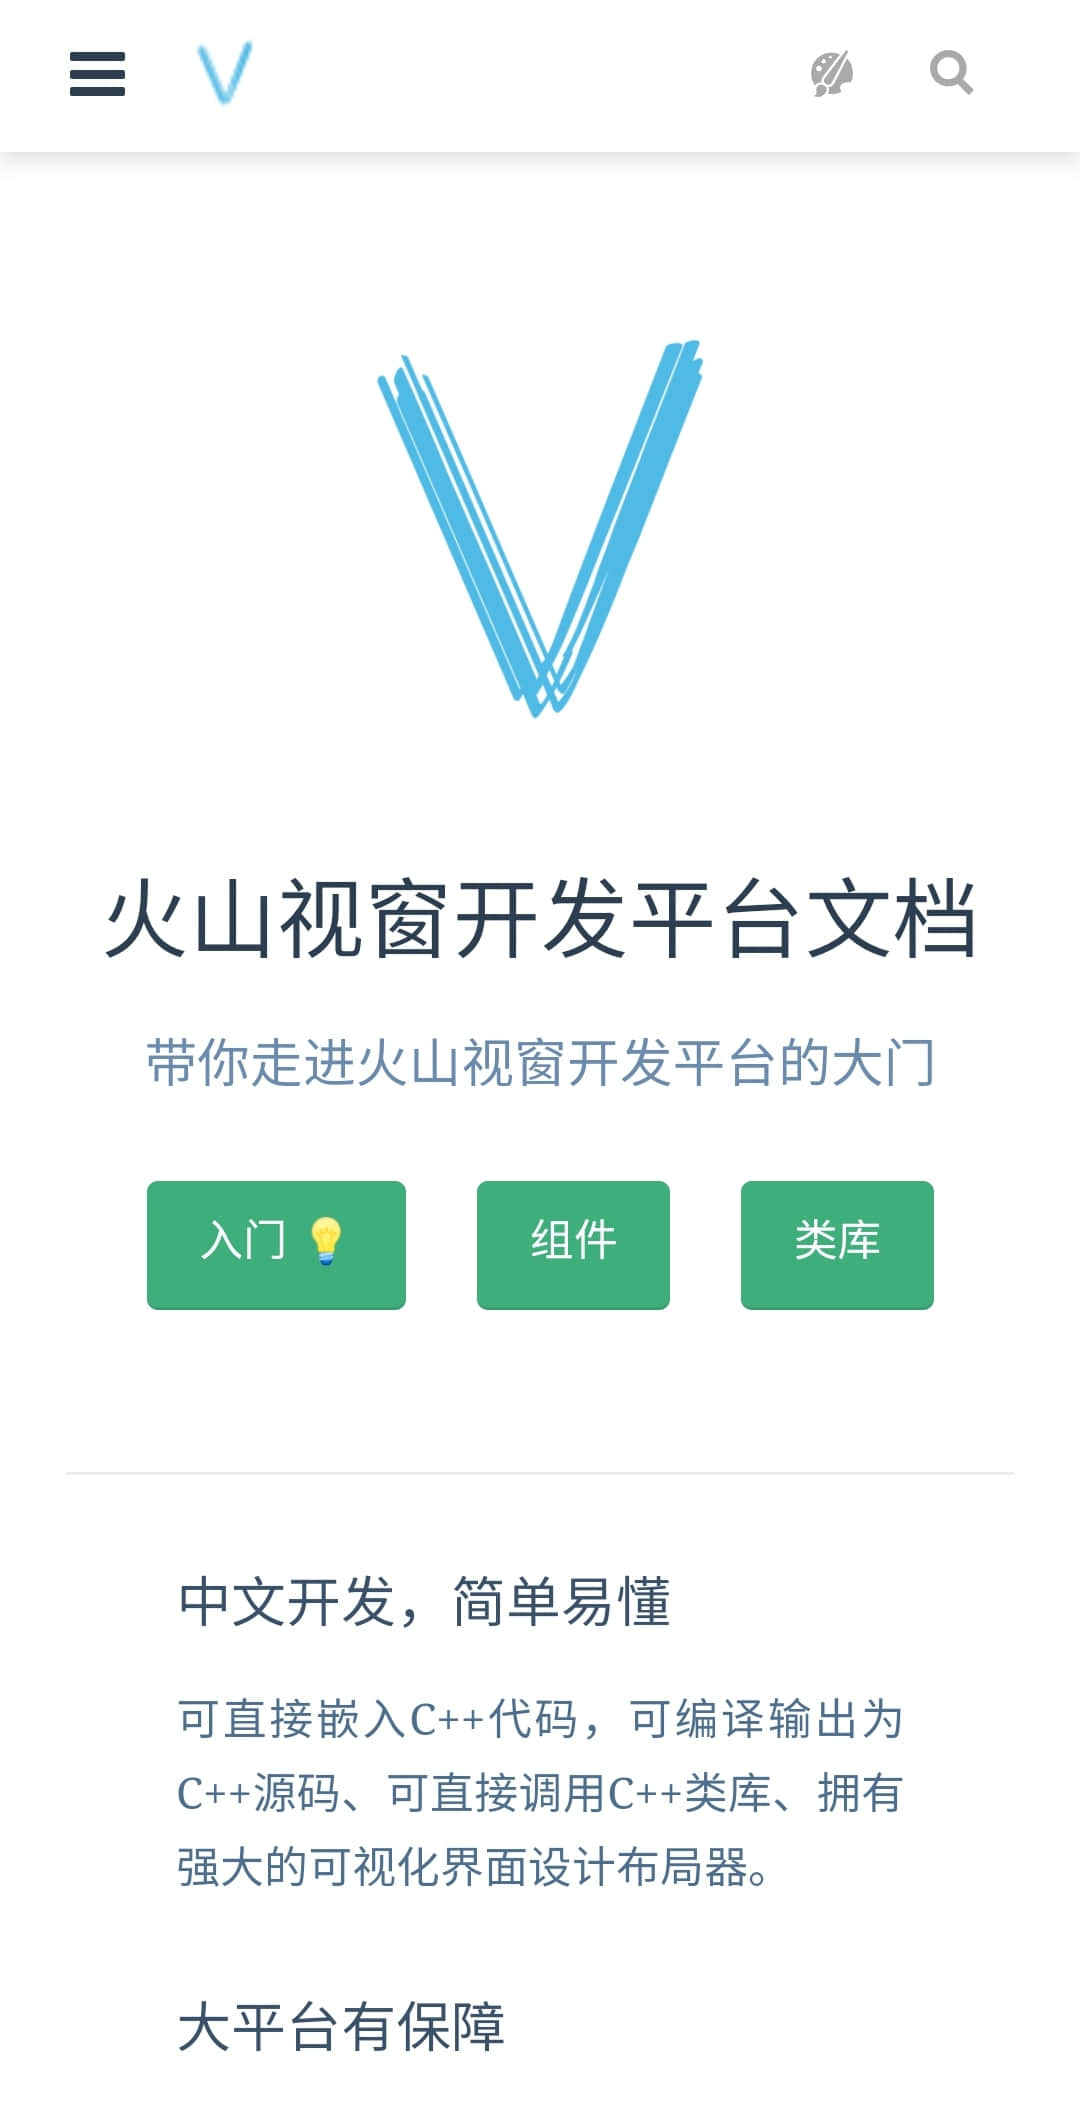 火山视窗开发平台文档
带你走进火山视窗开发平台的大门
入门 💡 组件 类库
中文开发，简单易懂
可直接嵌入C++代码，可编译输出为
C++源码、可直接调用C++类库、拥有
强大的可视化界面设计布局器。
大平台有保障